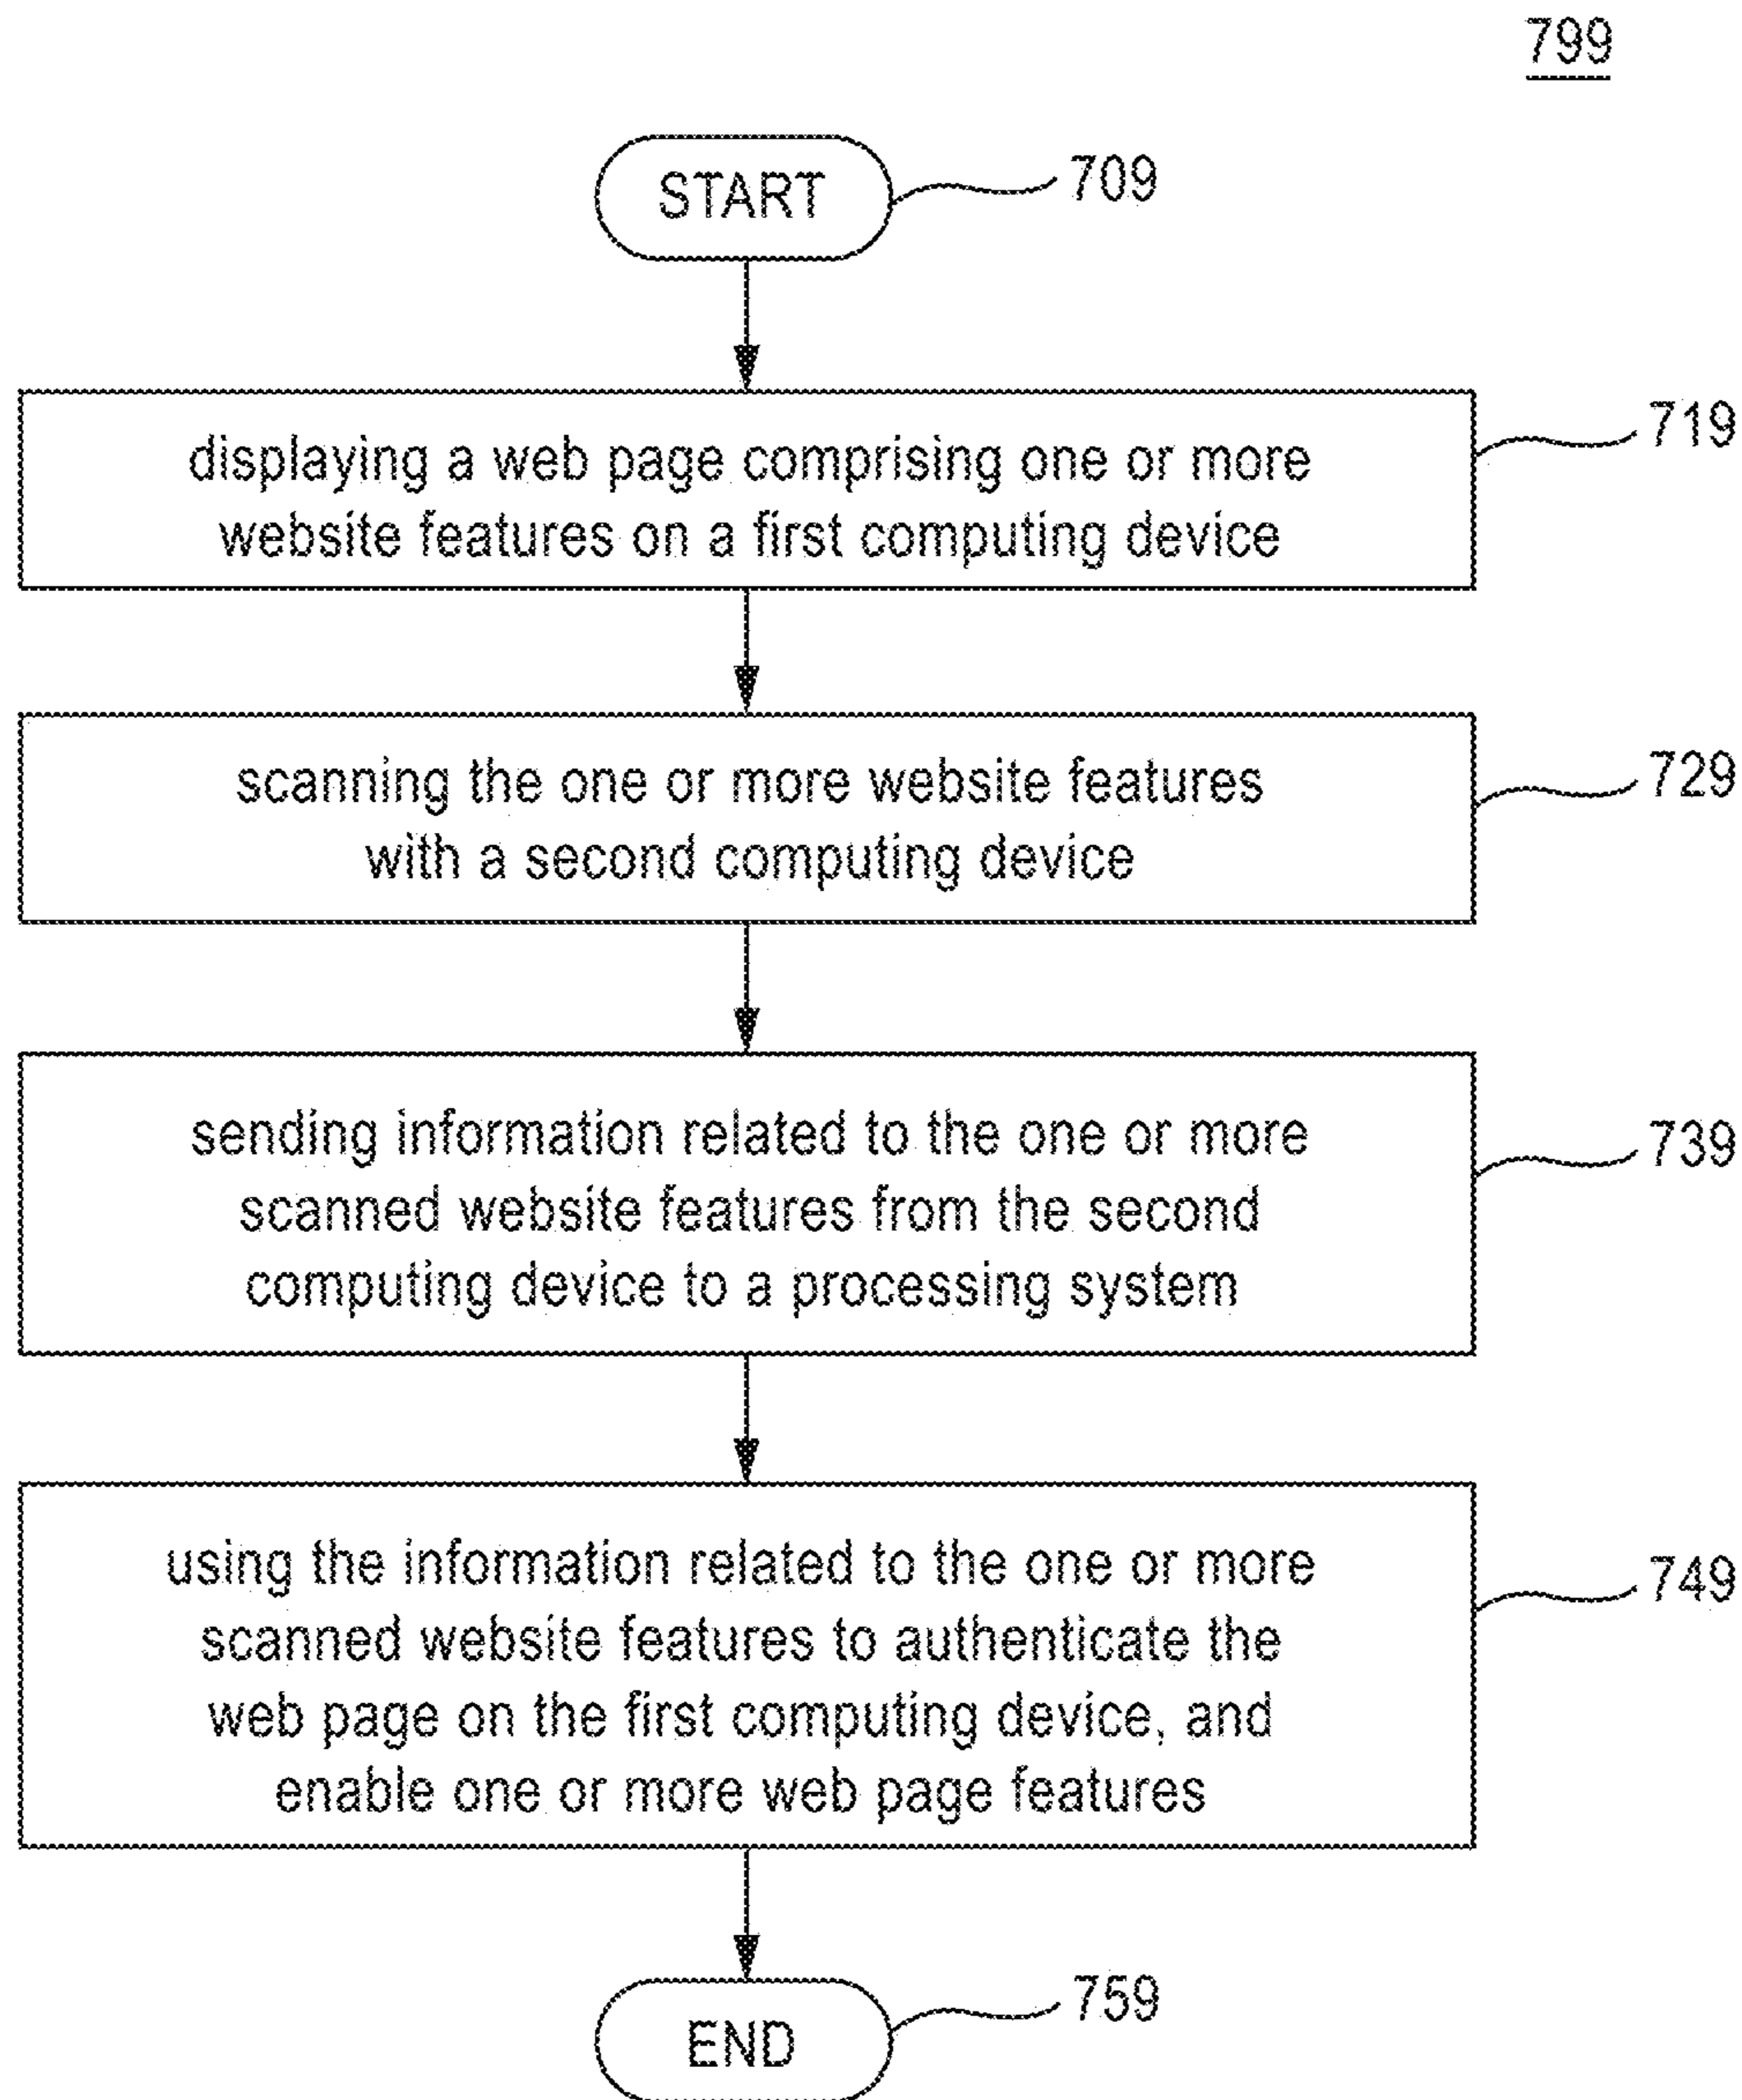 799
START
709
displaying a web page comprising one or more
website features on a first computing device
719
scanning the one or more website features
with a second computing device
729
sending information related to the one or more
scanned website features from the second
computing device to a processing system
739
using the information related to the one or more
scanned website features to authenticate the
web page on the first computing device, and
enable one or more web page features
749
END
759